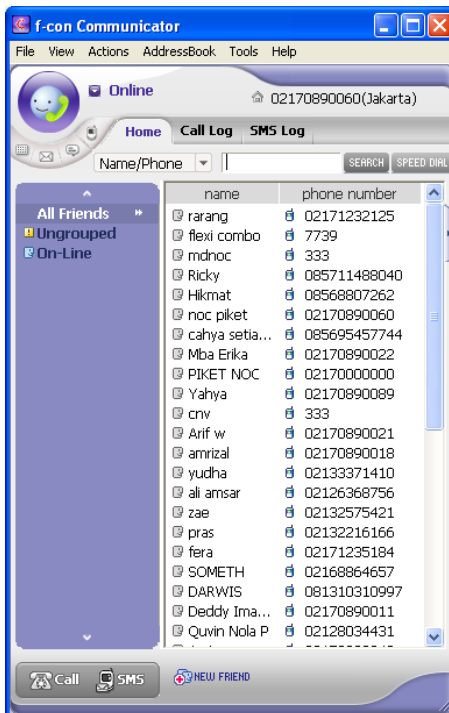 f-con Communicator
File View Actions AddressBook Tools Help
Online
02170890060(Jakarta)
Home Call Log SMS Log
Name/Phone SEARCH SPEED DIAL
name phone number
All Friends
Ungrouped
On-Line
rarang 02171232125
flexi combo 7739
mdnoc 333
Ricky 085711488040
Hikmat 08568807262
noc piket 02170890060
cahya setia... 085695457744
Mba Erika 02170890022
PIKET NOC 02170000000
Yahya 02170890089
cnv 333
Arif w 02170890021
amrizal 02170890018
yudha 02133371410
ali amsar 02126368756
zae 02132575421
pras 02132216166
fera 02171235184
SOMETH 02168864657
DARWIS 081310310997
Deddy Ima... 02170890011
Quvin Nola P 02128034431
Call SMS NEW FRIEND